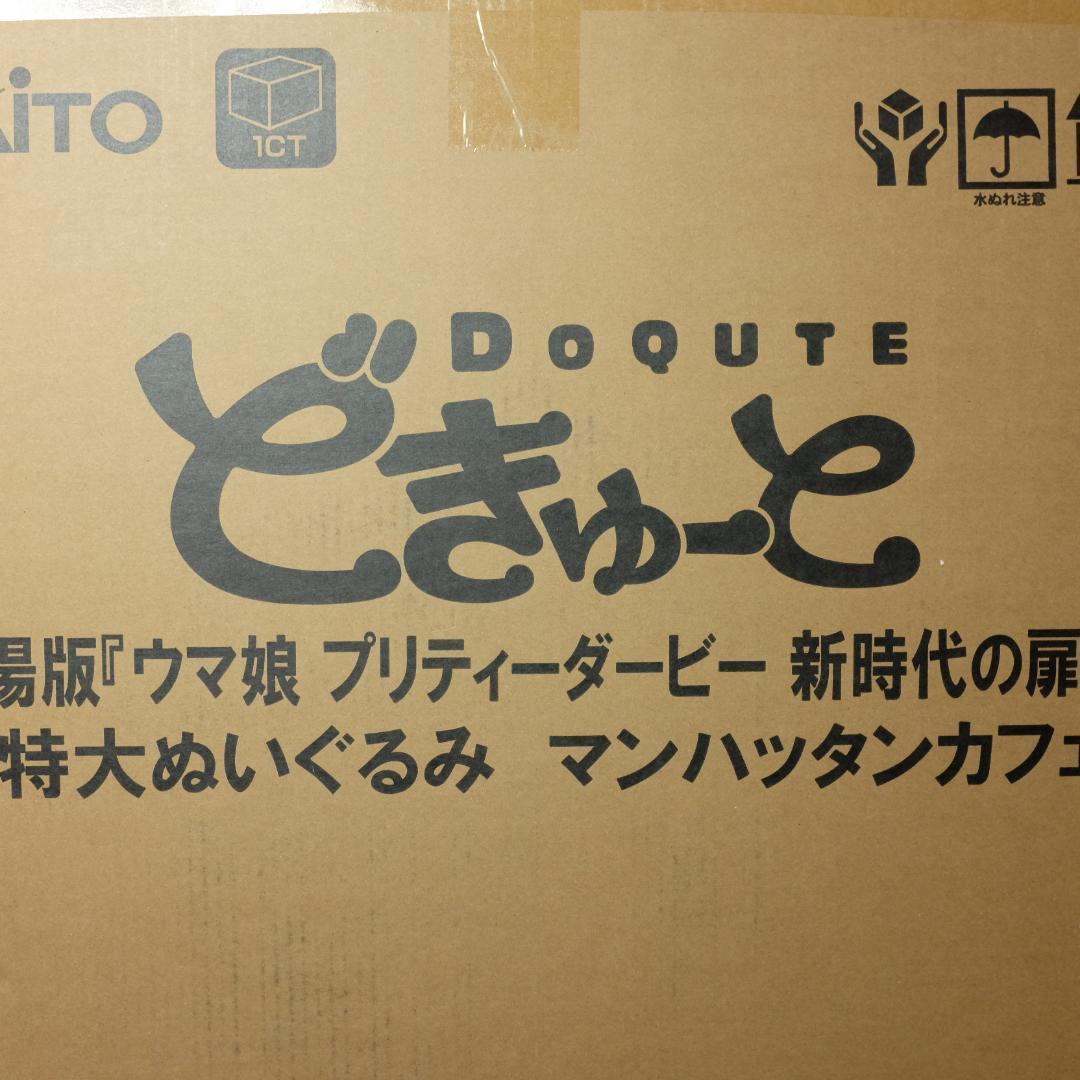 AiTO
1CT
水ぬれ注意
DOQUTE
どきゅーと
場版『ウマ娘 プリティーダービー 新時代の扉
特大ぬいぐるみ マンハッタンカフェ